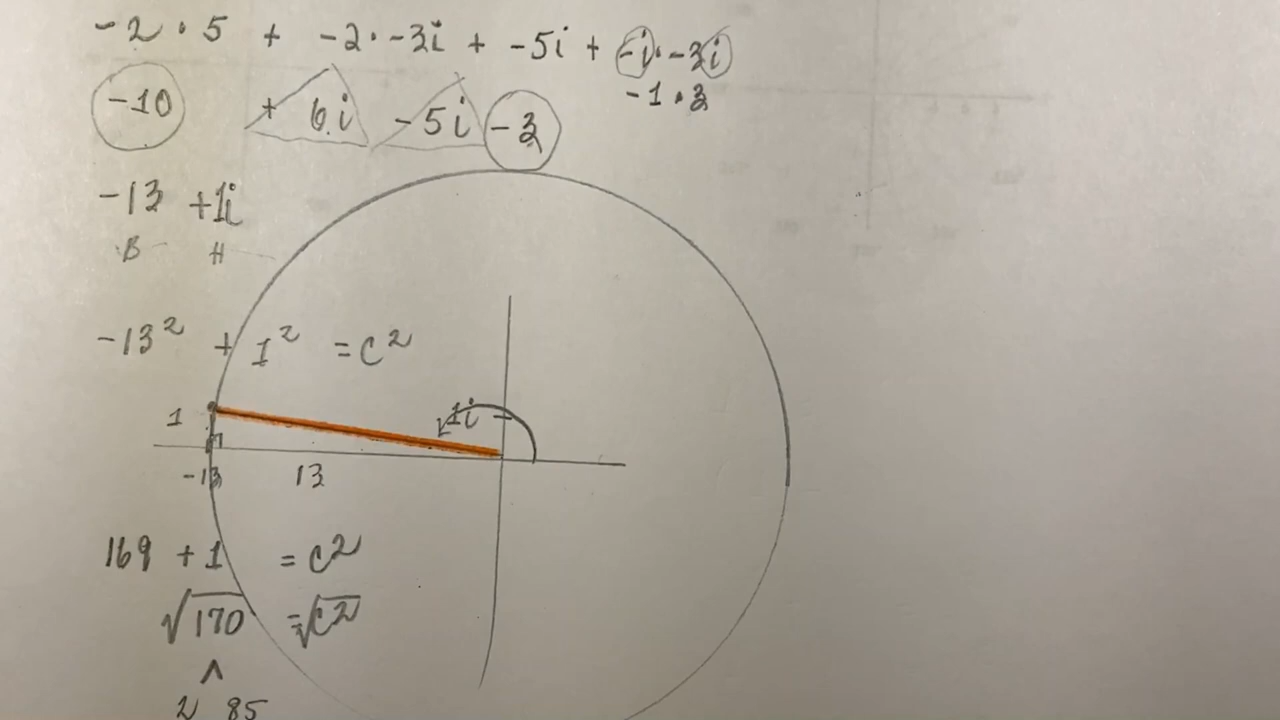 -2 · 5 + -2 · -3i + -5i + -i · -3i
-1 · 3
-10 + 6i - 5i - 3
-13 + 1i
B H
-13² + 1² = C²
1 1i
-13 13
169 + 1 = C²
√170 = √C²
^
2 85